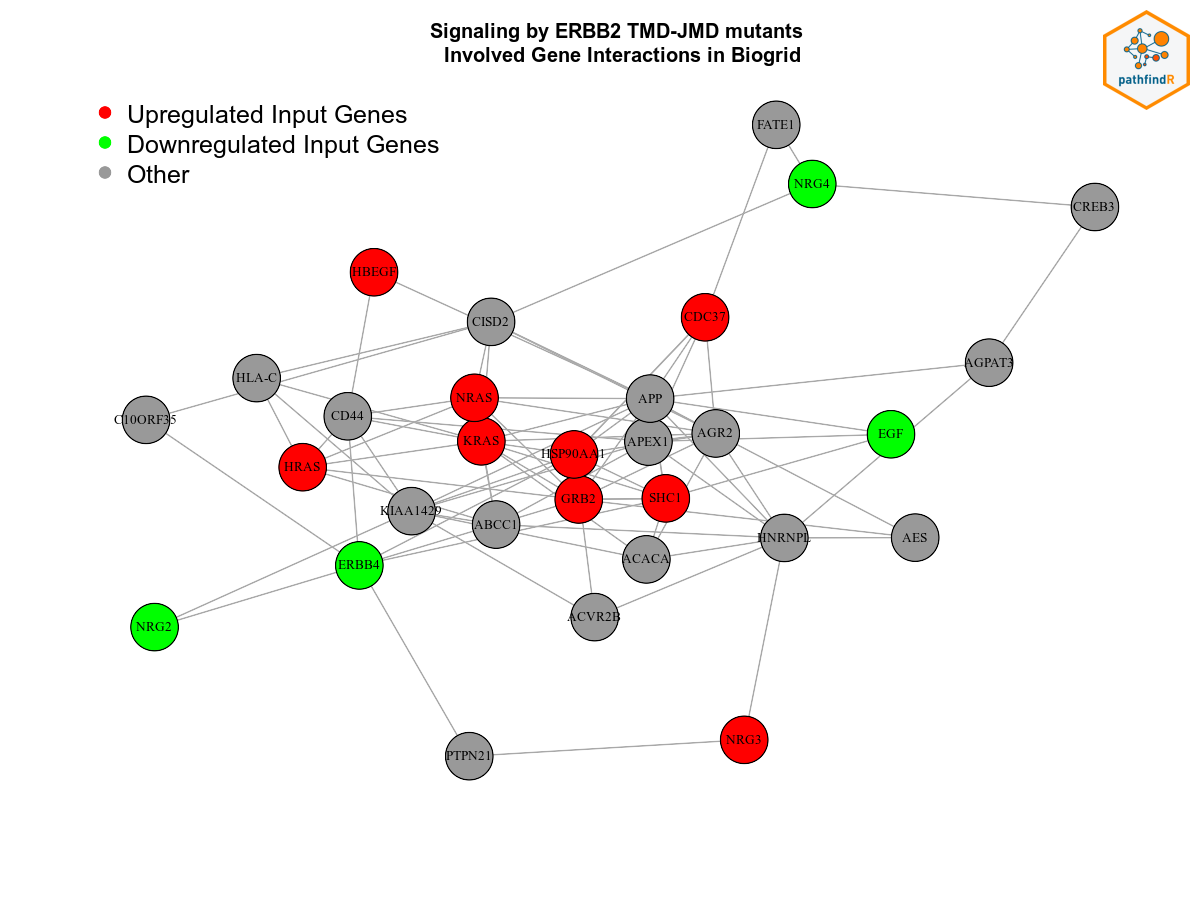 Signaling by ERBB2 TMD-JMD mutants
Involved Gene Interactions in Biogrid
pathfindR
Upregulated Input Genes
Downregulated Input Genes
Other
FATE1
NRG4
CREB3
HBEGF
CISD2
CDC37
AGPAT3
HLA-C
NRAS
APP
C10ORF35
CD44
KRAS
APEX1
AGR2
EGF
HSP90AA1
HRAS
GRB2
SHC1
KIAA1429
ABCC1
HNRNPL
AES
ERBB4
ACACA
NRG2
ACVR2B
PTPN21
NRG3